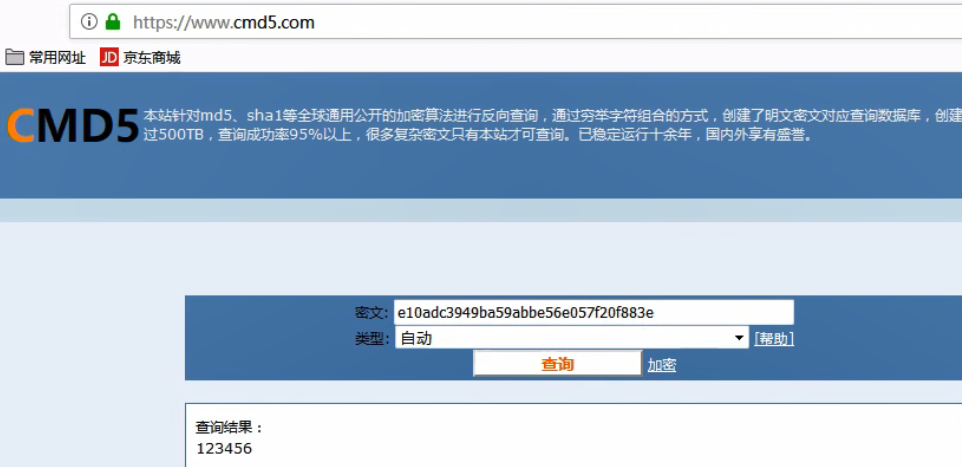 https://www.cmd5.com
常用网址 JD 京东商城
CMD5 本站针对md5、sha1等全球通用公开的加密算法进行反向查询，通过穷举字符组合的方式，创建了明文密文对应查询数据库，创建
过500TB，查询成功率95%以上，很多复杂密文只有本站才可查询。已稳定运行十余年，国内外享有盛誉。
密文: e10adc3949ba59abbe56e057f20f883e
类型: 自动 [帮助]
查询 加密
查询结果：
123456